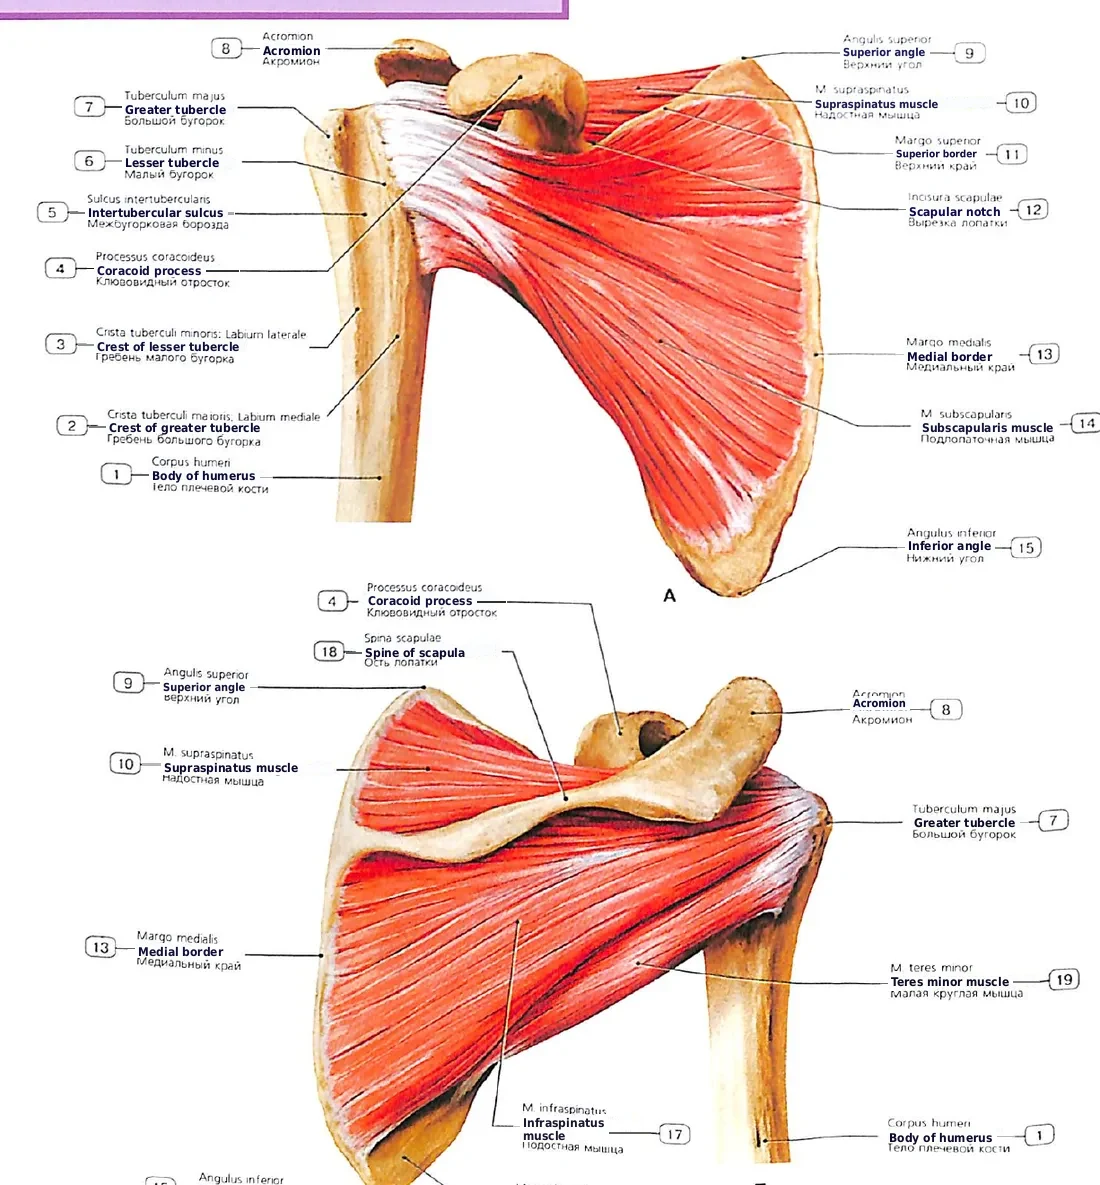 Acromion
8 Acromion
Акромион
Tuberculum majus
7 Greater tubercle
Большой бугорок
Tuberculum minus
6 Lesser tubercle
Малый бугорок
Sulcus intertubercularis
5 Intertubercular sulcus
Межбугорковая борозда
Processus coracoideus
4 Coracoid process
Клювовидный отросток
Crista tuberculi minoris; Labium laterale
3 Crest of lesser tubercle
Гребень малого бугорка
Crista tuberculi majoris; Labium mediale
2 Crest of greater tubercle
Гребень большого бугорка
Corpus humeri
1 Body of humerus
Тело плечевой кости
Angulis superior
Superior angle 9
Верхний угол
M. supraspinatus
Supraspinatus muscle 10
Надостная мышца
Margo superior
Superior border 11
Верхний край
Incisura scapulae
Scapular notch 12
Вырезка лопатки
Margo medialis
Medial border 13
Медиальный край
M. subscapularis
Subscapularis muscle 14
Подлопаточная мышца
Angulus inferior
Inferior angle 15
Нижний угол
A
Processus coracoideus
4 Coracoid process
Клювовидный отросток
Spina scapulae
18 Spine of scapula
Ость лопатки
Angulis superior
9 Superior angle
Верхний угол
M. supraspinatus
10 Supraspinatus muscle
Надостная мышца
Margo medialis
13 Medial border
Медиальный край
Acromion
Acromion 8
Акромион
Tuberculum majus
Greater tubercle 7
Большой бугорок
M. teres minor
Teres minor muscle 19
Малая круглая мышца
M. infraspinatus
Infraspinatus
muscle 17
Подостная мышца
Corpus humeri
Body of humerus 1
Тело плечевой кости
Angulus inferior